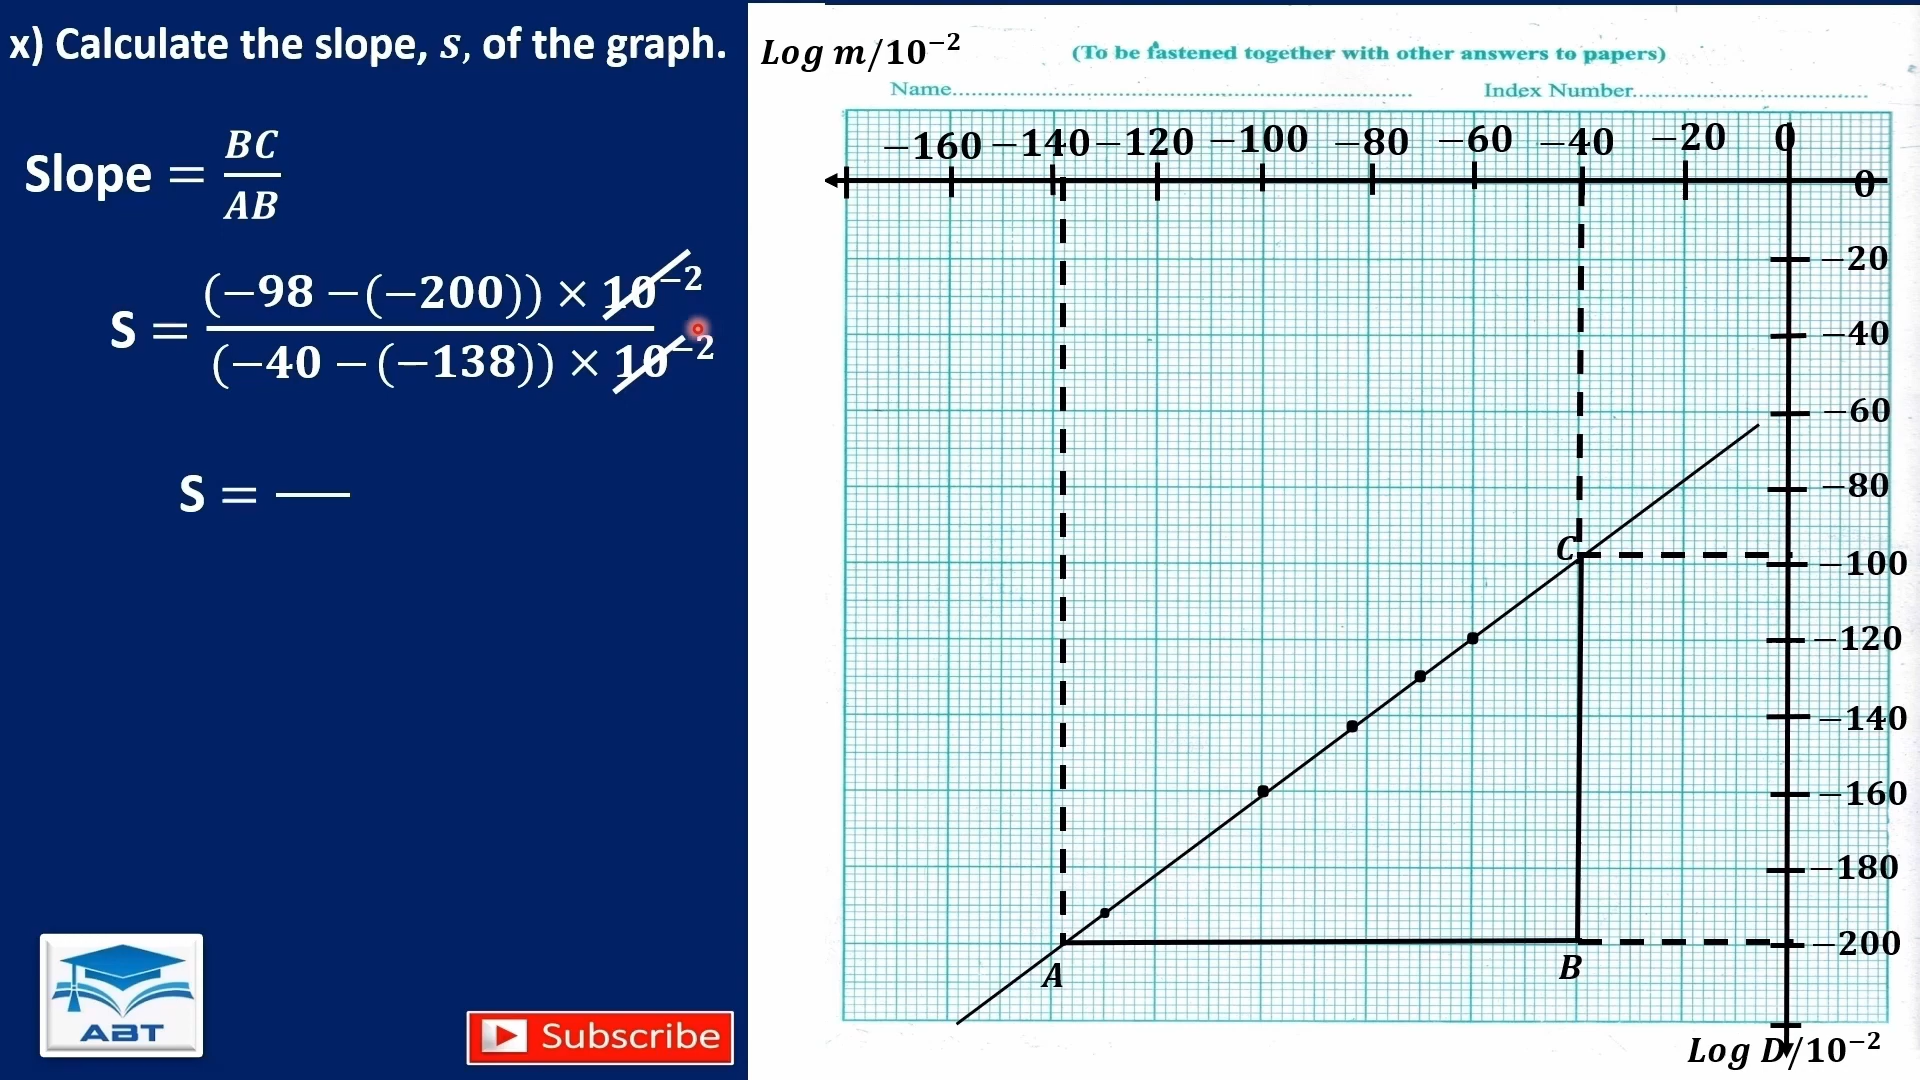 x) Calculate the slope, s, of the graph.
Slope = BC/AB
S = (−98 −(−200)) × 10⁻² / (−40 −(−138)) × 10⁻²
S =
ABT
Subscribe
Log m/10⁻²
(To be fastened together with other answers to papers)
Name.......... Index Number..........
−160 −140 −120 −100 −80 −60 −40 −20 0
0
−20
−40
−60
−80
C
−100
−120
−140
−160
−180
−200
A B
Log D/10⁻²